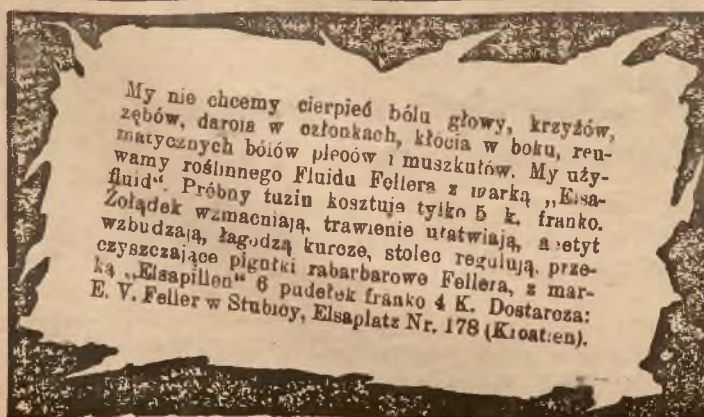 My nie chcemy cierpieć bólu głowy, krzyżów,
zębów, darcia w członkach, kłócia w boku, reu-
matycznych bólów pleców i muszkułów. My uży-
wamy roślinnego Fluidu Fellera z marką „Elsa-
fluid“. Próbny tuzin kosztuje tylko 5 k. franko.
Żołądek wzmacniają, trawienie ułatwiają, apetyt
wzbudzają, łagodzą kurcze, stolec regulują, prze-
czyszczające pigułki rabarbarowe Fellera, z mar-
ką „Elsapillen“ 6 pudełek franko 4 K. Dostarcza:
E. V. Feller w Stubicy, Elsaplatz Nr. 178 (Kroatien).